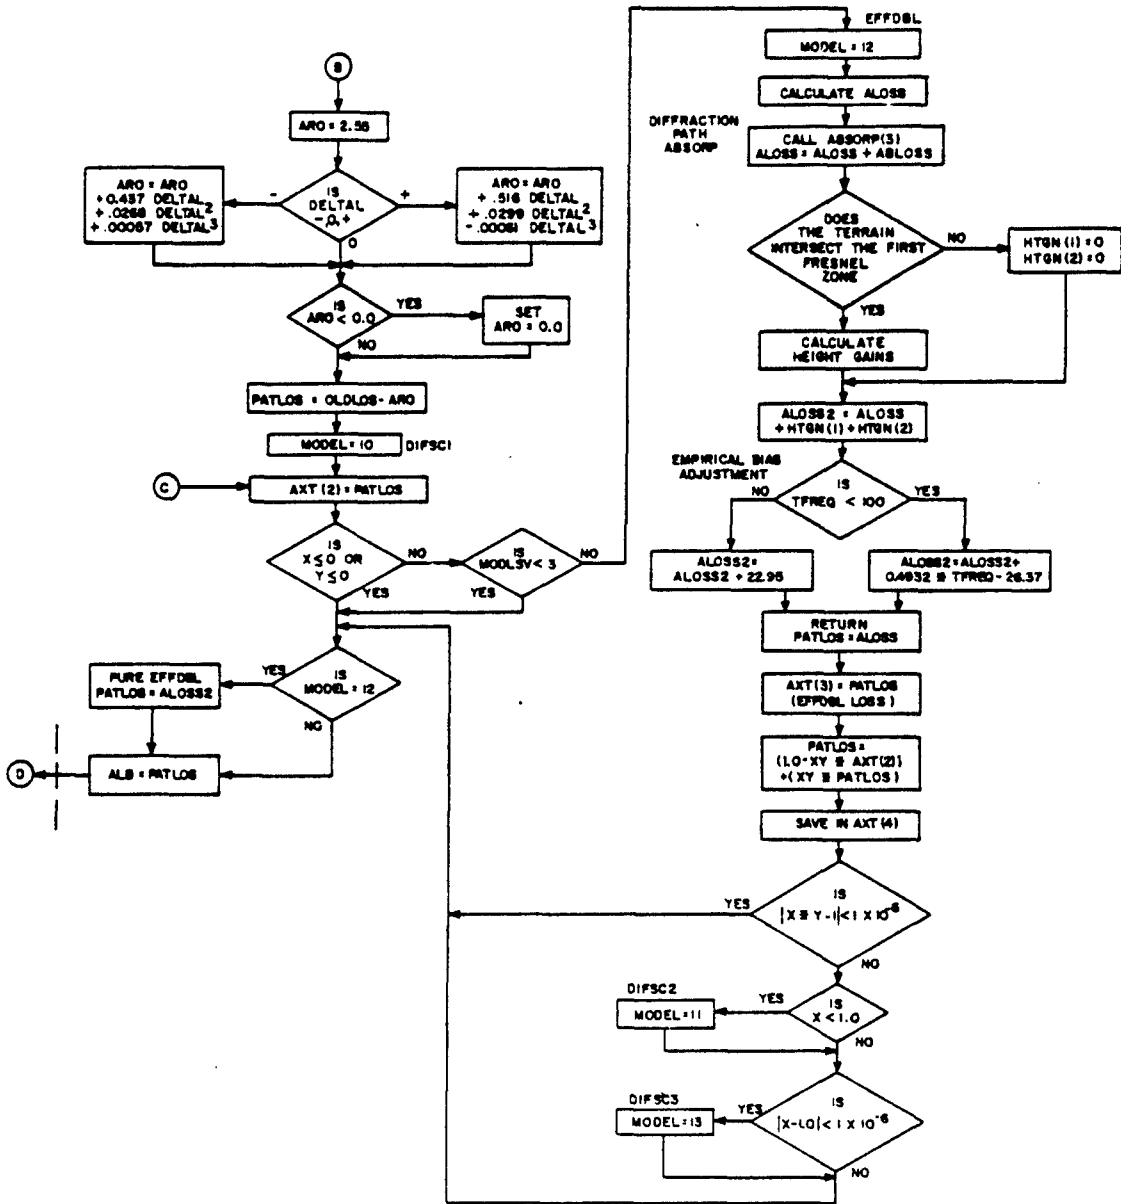 B
ARO = 2.58
ARO = ARO
+0.437 DELTAL
+.0268 DELTAL²
+.00057 DELTAL³
-
IS
DELTAL
-,0,+
+
0
ARO = ARO
+ .516 DELTAL
+ .0299 DELTAL²
-.00051 DELTAL³
IS
ARO < 0.0
YES
NO
SET
ARO = 0.0
PATLOS = OLDLOS-ARO
MODEL=10
DIFSC1
C
AXT(2)=PATLOS
IS
X≤0 OR
Y≤0
NO
YES
IS
MODLSV< 3
NO
YES
IS
MODEL=12
YES
NO
PURE EFFDBL
PATLOS=ALOSS2
ALB = PATLOS
D
EFFDBL
MODEL=12
CALCULATE ALOSS
DIFFRACTION
PATH
ABSORP
CALL ABSORP(3)
ALOSS=ALOSS + ABLOSS
DOES
THE TERRAIN
INTERSECT THE FIRST
FRESNEL
ZONE
NO
YES
HTGN(1)=0
HTGN(2)=0
CALCULATE
HEIGHT GAINS
ALOSS2 = ALOSS
+HTGN(1)+HTGN(2)
EMPIRICAL BIAS
ADJUSTMENT
IS
TFREQ < 100
NO
YES
ALOSS2=
ALOSS2 + 22.95
ALOSS2=ALOSS2+
0.4932 * TFREQ-26.37
RETURN
PATLOS=ALOSS
AXT(3)=PATLOS
(EFFDBL LOSS)
PATLOS=
(1.0-XY * AXT(2))
+(XY * PATLOS)
SAVE IN AXT(4)
IS
|X * Y-1|<1 X 10⁻⁶
YES
NO
DIFSC2
MODEL=11
YES
IS
X<1.0
NO
DIFSC3
MODEL=13
YES
IS
|X-1.0|<1 X 10⁻⁶
NO